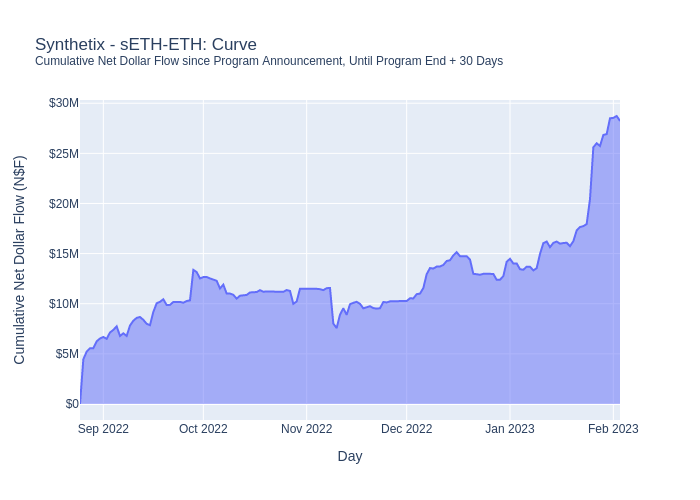 Synthetix - sETH-ETH: Curve
Cumulative Net Dollar Flow since Program Announcement, Until Program End + 30 Days
Cumulative Net Dollar Flow (N$F)
$30M
$25M
$20M
$15M
$10M
$5M
$0
Sep 2022
Oct 2022
Nov 2022
Dec 2022
Jan 2023
Feb 2023
Day